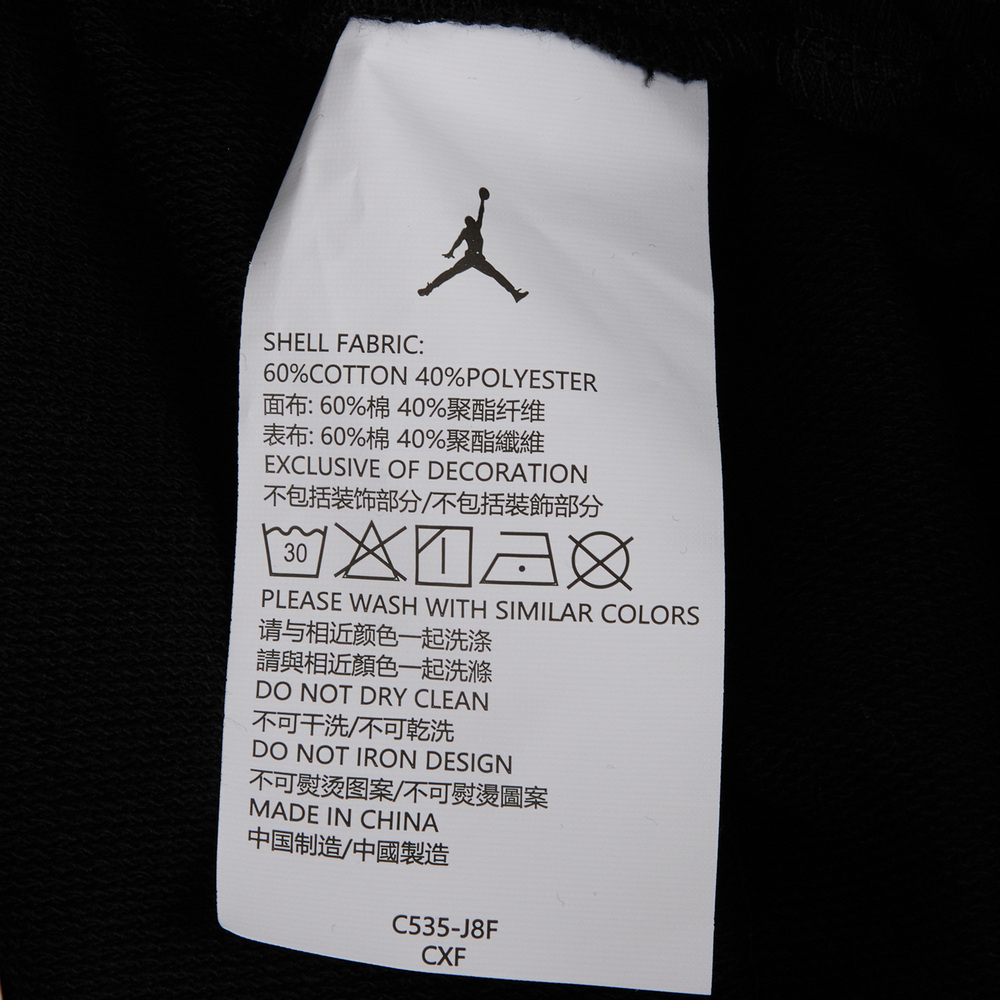 SHELL FABRIC:
60%COTTON 40%POLYESTER
面布: 60%棉 40%聚酯纤维
表布: 60%棉 40%聚酯纖維
EXCLUSIVE OF DECORATION
不包括装饰部分/不包括裝飾部分
30
PLEASE WASH WITH SIMILAR COLORS
请与相近颜色一起洗涤
請與相近顏色一起洗滌
DO NOT DRY CLEAN
不可干洗/不可乾洗
DO NOT IRON DESIGN
不可熨烫图案/不可熨燙圖案
MADE IN CHINA
中国制造/中國製造
C535-J8F
CXF